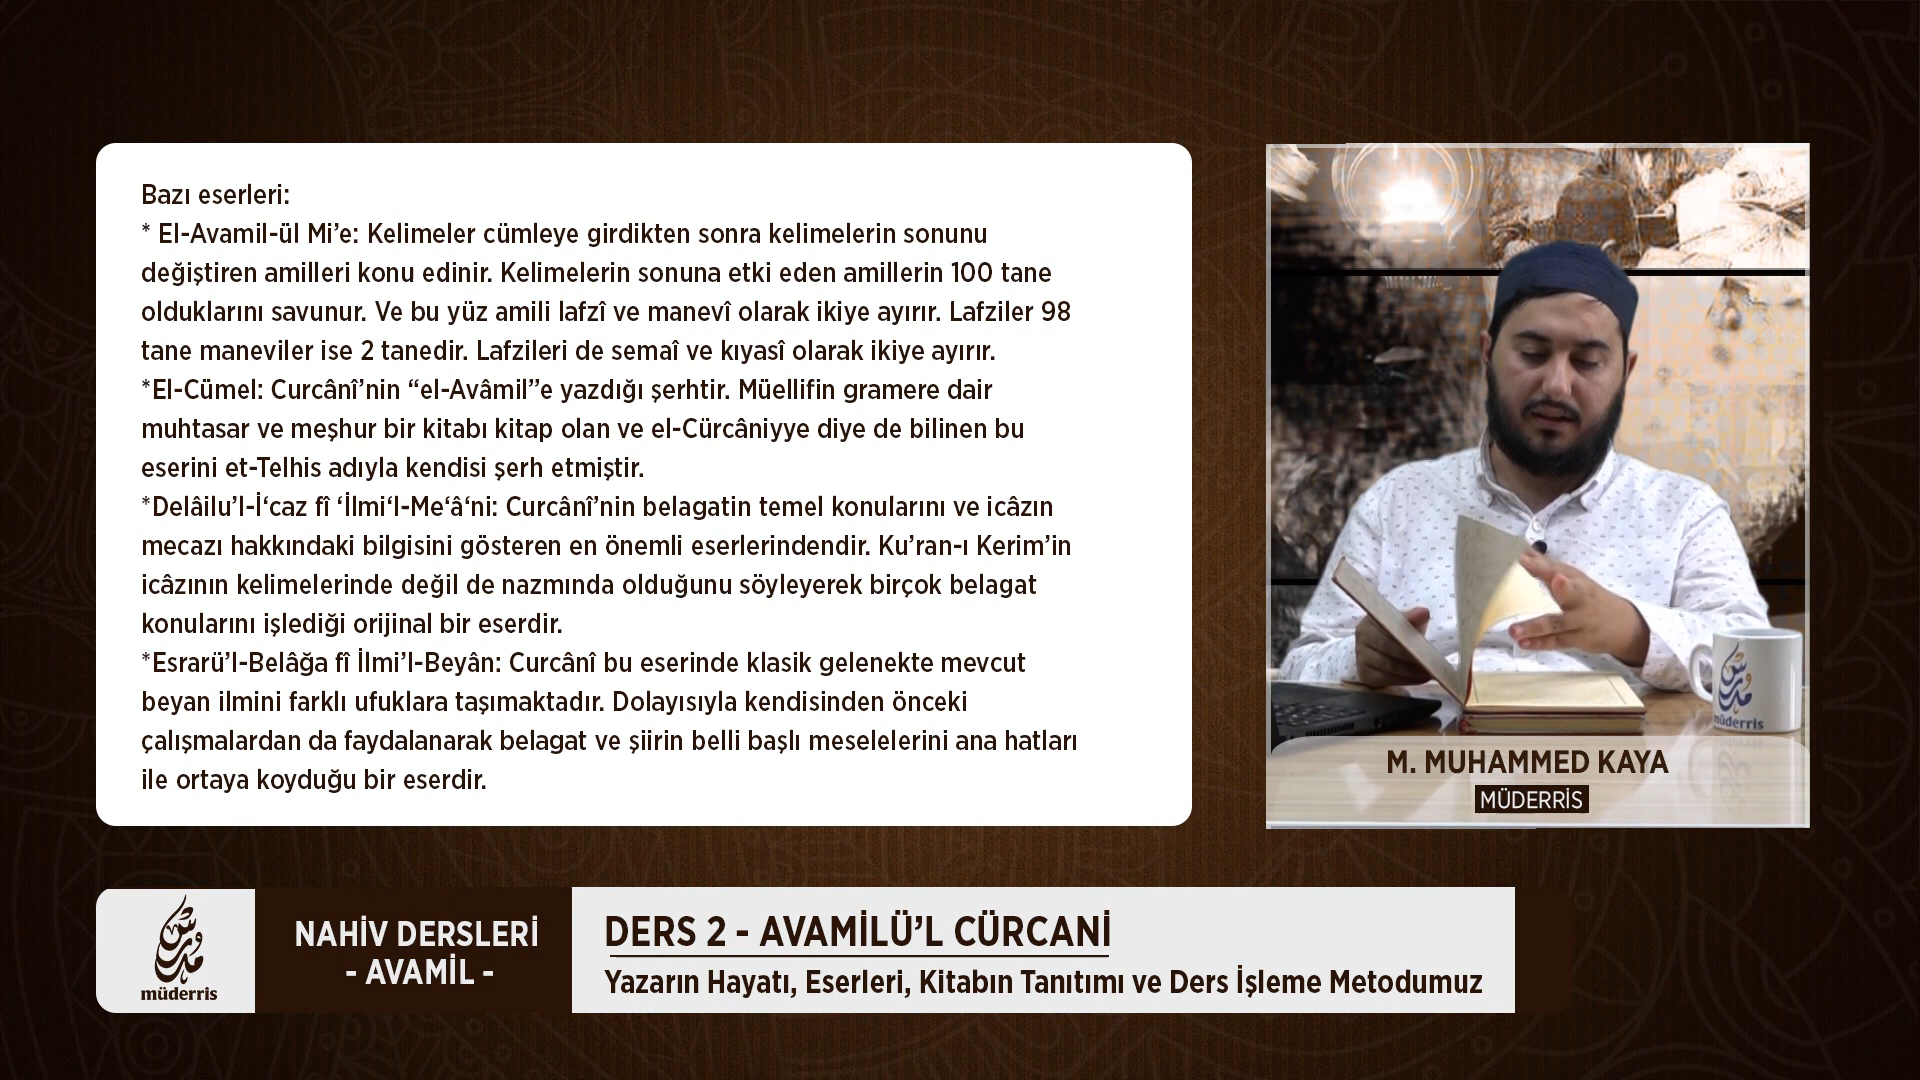 Bazı eserleri:
* El-Avamil-ül Mi’e: Kelimeler cümleye girdikten sonra kelimelerin sonunu
değiştiren amilleri konu edinir. Kelimelerin sonuna etki eden amillerin 100 tane
olduklarını savunur. Ve bu yüz amili lafzî ve manevî olarak ikiye ayırır. Lafziler 98
tane maneviler ise 2 tanedir. Lafzileri de semaî ve kıyasî olarak ikiye ayırır.
*El-Cümel: Curcânî’nin “el-Avâmil”e yazdığı şerhtir. Müellifin gramere dair
muhtasar ve meşhur bir kitabı kitap olan ve el-Cürcâniyye diye de bilinen bu
eserini et-Telhis adıyla kendisi şerh etmiştir.
*Delâilu’l-İ‘caz fî ‘İlmi‘l-Me‘â‘ni: Curcânî’nin belagatin temel konularını ve icâzın
mecazı hakkındaki bilgisini gösteren en önemli eserlerindendir. Ku’ran-ı Kerim’in
icâzının kelimelerinde değil de nazmında olduğunu söyleyerek birçok belagat
konularını işlediği orijinal bir eserdir.
*Esrarü’l-Belâğa fî İlmi’l-Beyân: Curcânî bu eserinde klasik gelenekte mevcut
beyan ilmini farklı ufuklara taşımaktadır. Dolayısıyla kendisinden önceki
çalışmalardan da faydalanarak belagat ve şiirin belli başlı meselelerini ana hatları
ile ortaya koyduğu bir eserdir.
مُدرّس
müderris
M. MUHAMMED KAYA
MÜDERRİS
مُدرّس
müderris
NAHİV DERSLERİ
- AVAMİL -
DERS 2 - AVAMİLÜ’L CÜRCANİ
Yazarın Hayatı, Eserleri, Kitabın Tanıtımı ve Ders İşleme Metodumuz